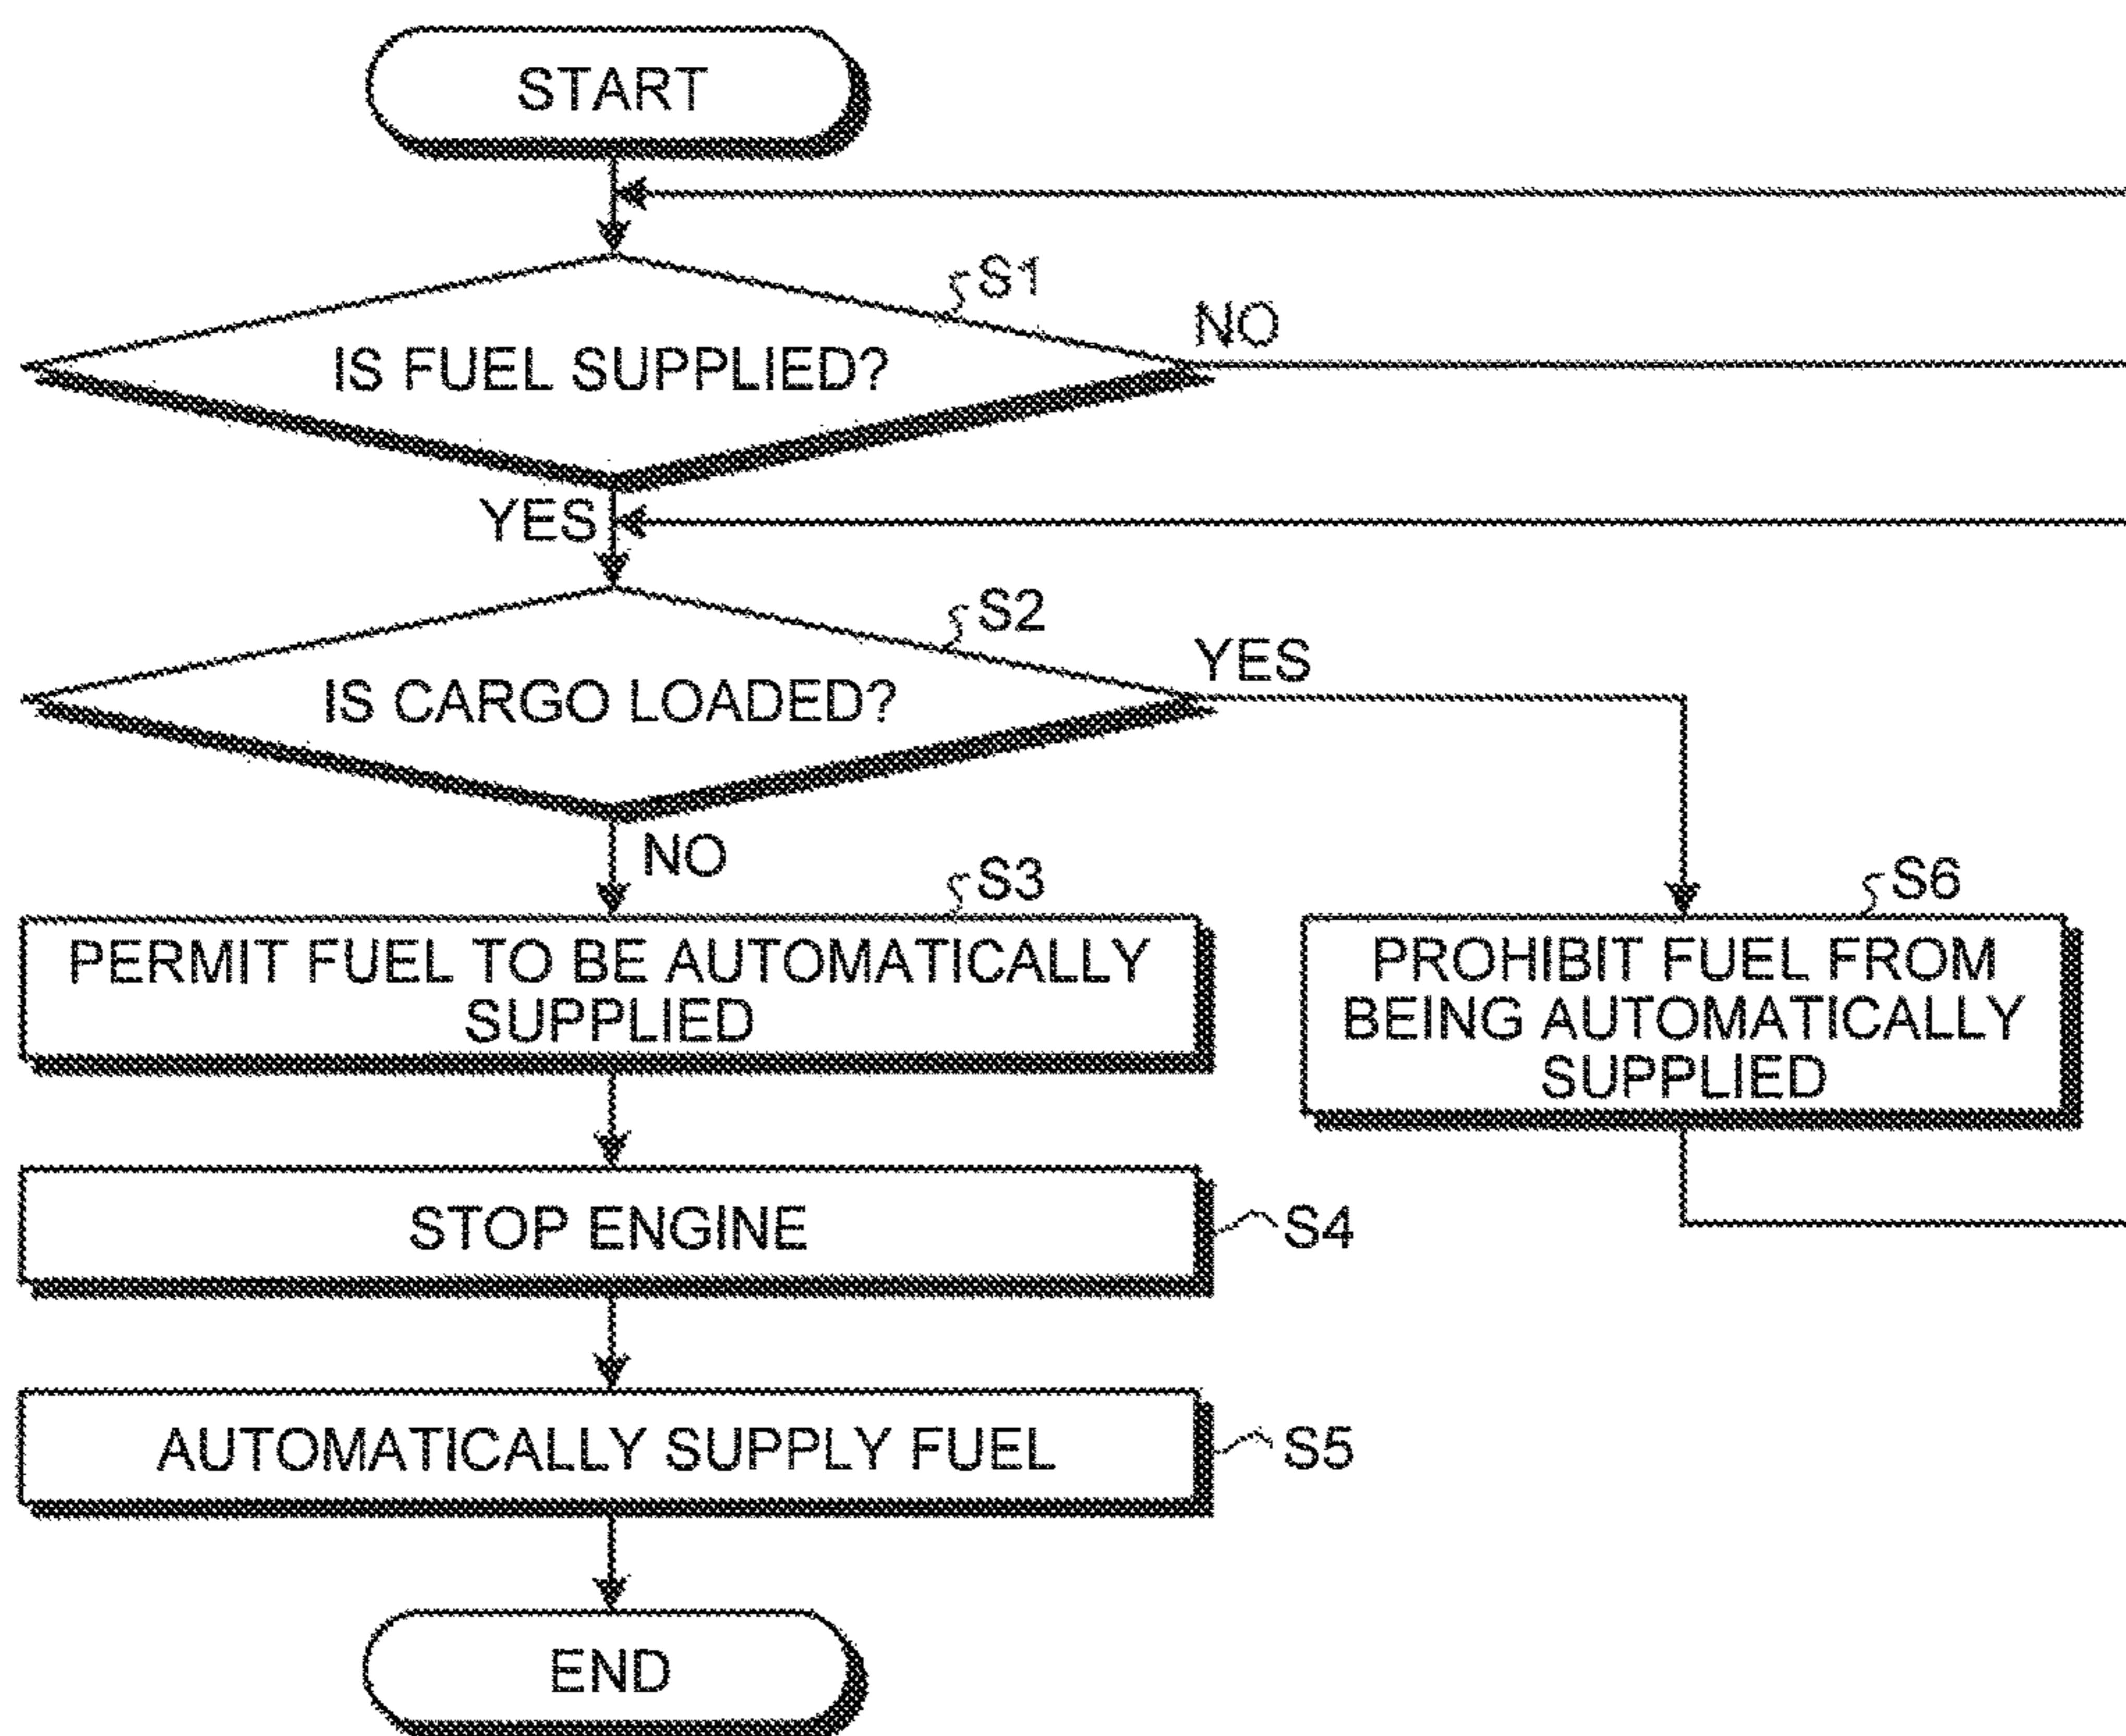 START
S1
NO
IS FUEL SUPPLIED?
YES
S2
YES
IS CARGO LOADED?
NO
S3
S6
PERMIT FUEL TO BE AUTOMATICALLY
SUPPLIED
PROHIBIT FUEL FROM
BEING AUTOMATICALLY
SUPPLIED
STOP ENGINE
S4
AUTOMATICALLY SUPPLY FUEL
S5
END